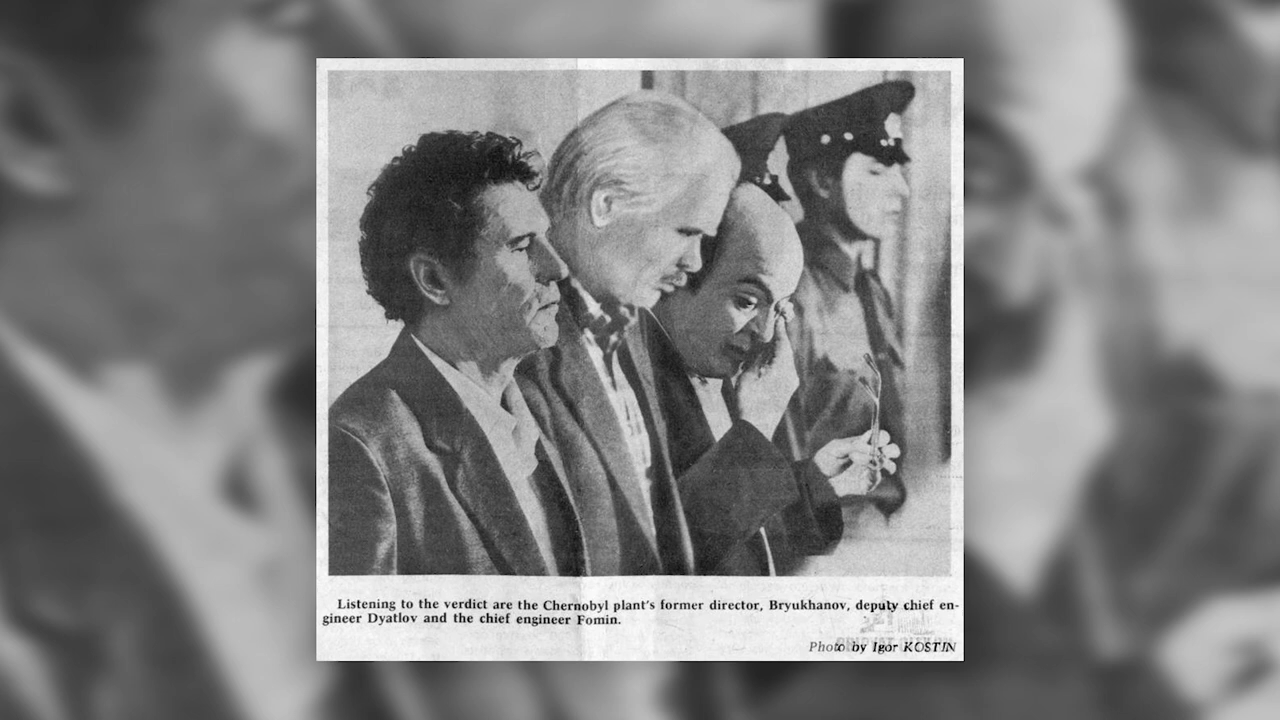 Listening to the verdict are the Chernobyl plant's former director, Bryukhanov, deputy chief en-
gineer Dyatlov and the chief engineer Fomin.
Photo by Igor KOSTIN